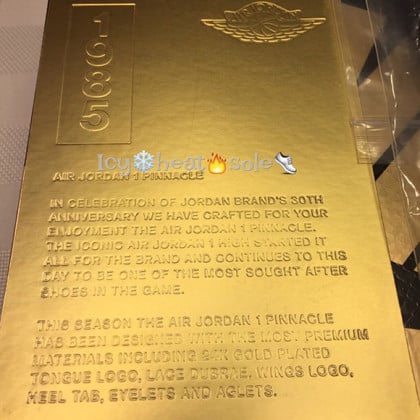 1985
AIR JORDAN
Icy❄️heat🔥sole👟
AIR JORDAN 1 PINNACLE
IN CELEBRATION OF JORDAN BRAND'S 30TH
ANNIVERSARY WE HAVE CRAFTED FOR YOUR
ENJOYMENT THE AIR JORDAN 1 PINNACLE.
THE ICONIC AIR JORDAN 1 HIGH STARTED IT
ALL FOR THE BRAND AND CONTINUES TO THIS
DAY TO BE ONE OF THE MOST SOUGHT AFTER
SHOES IN THE GAME.
THIS SEASON THE AIR JORDAN 1 PINNACLE
HAS BEEN DESIGNED WITH THE MOST PREMIUM
MATERIALS INCLUDING 24K GOLD PLATED
TONGUE LOGO, LACE DUBRAE, WINGS LOGO,
HEEL TAB, EYELETS AND AGLETS.